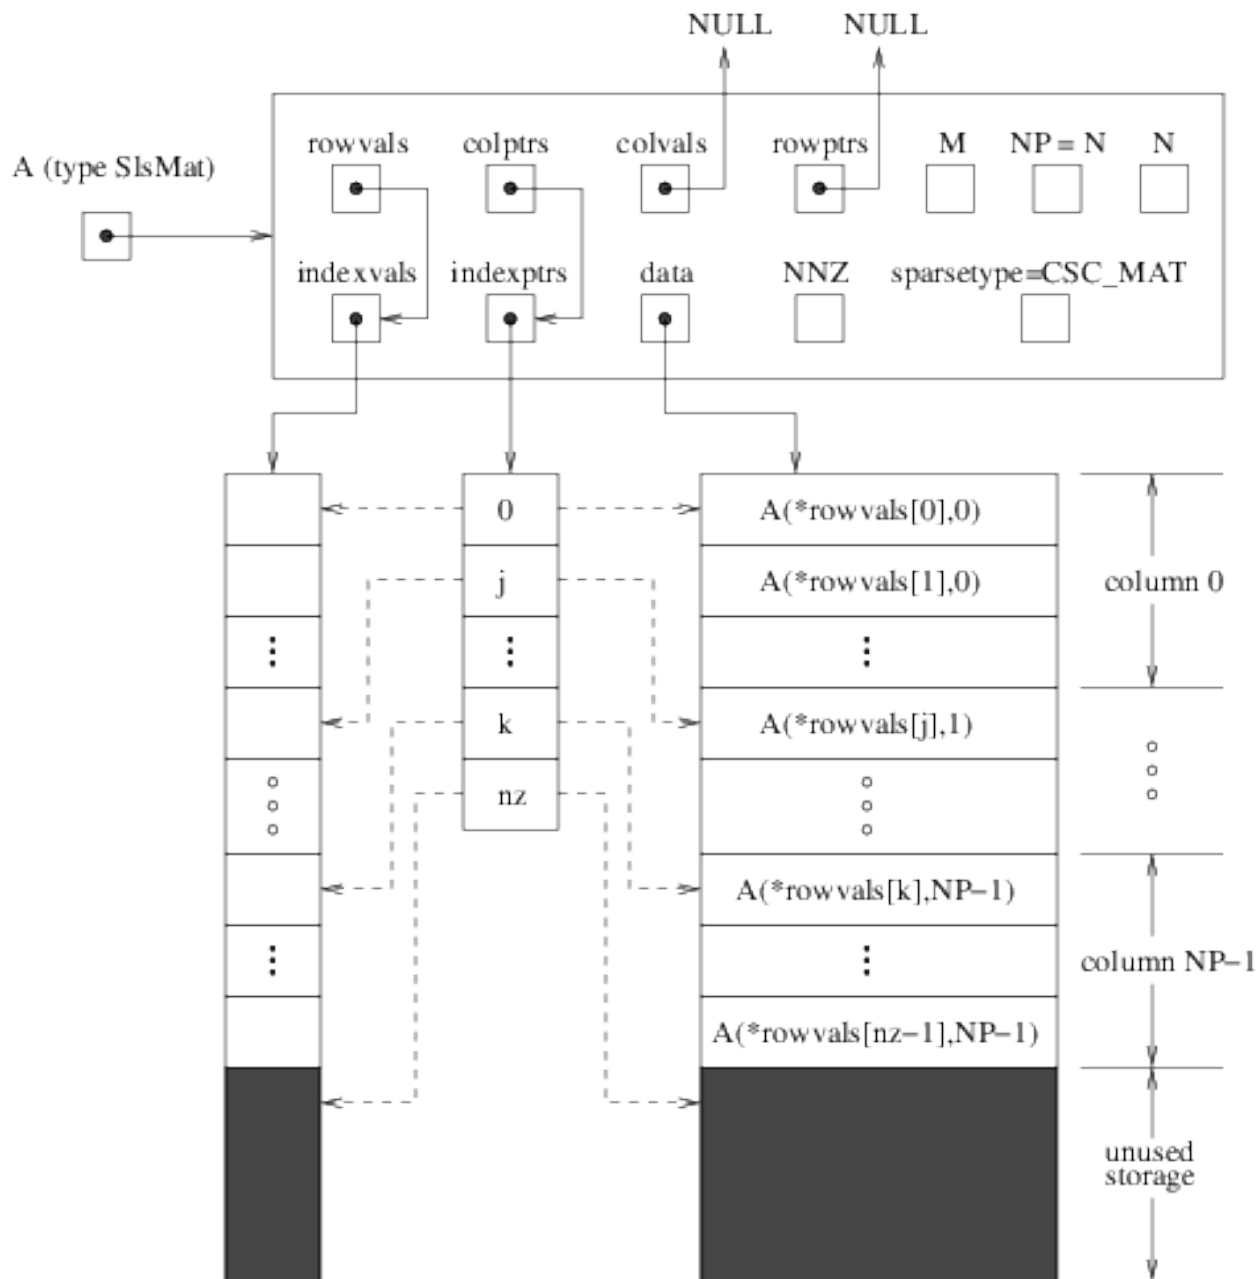 NULL NULL
A (type SlsMat)
rowvals colptrs colvals rowptrs M NP = N N
indexvals indexptrs data NNZ sparsetype=CSC_MAT
0 A(*rowvals[0],0)
j A(*rowvals[1],0)
column 0
k A(*rowvals[j],1)
nz
A(*rowvals[k],NP−1)
column NP−1
A(*rowvals[nz−1],NP−1)
unused
storage